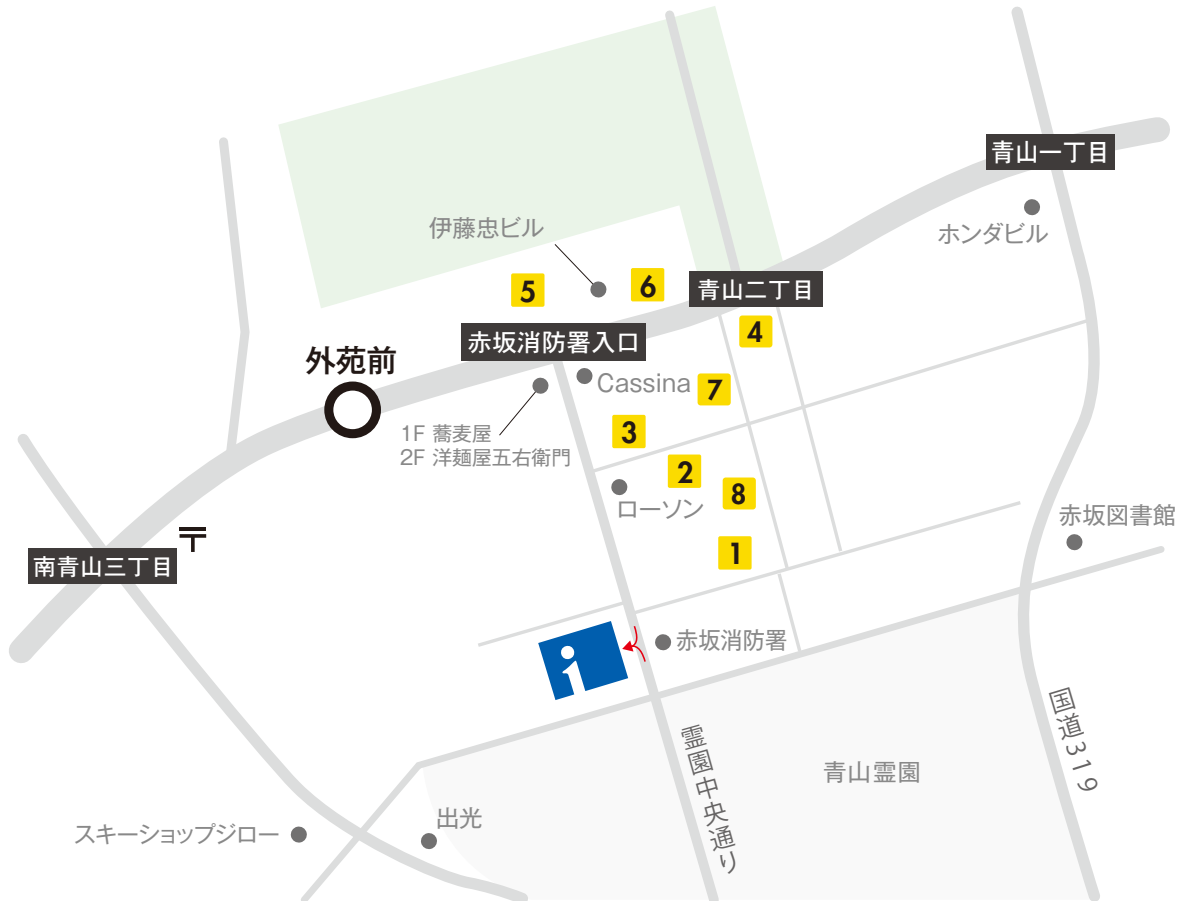 青山一丁目
ホンダビル
伊藤忠ビル
5
6
青山二丁目
4
赤坂消防署入口
外苑前
Cassina
7
1F 蕎麦屋
2F 洋麺屋五右衛門
3
2
8
ローソン
赤坂図書館
〒
南青山三丁目
1
i
赤坂消防署
霊園中央通り
青山霊園
国道319
スキーショップジロー
出光